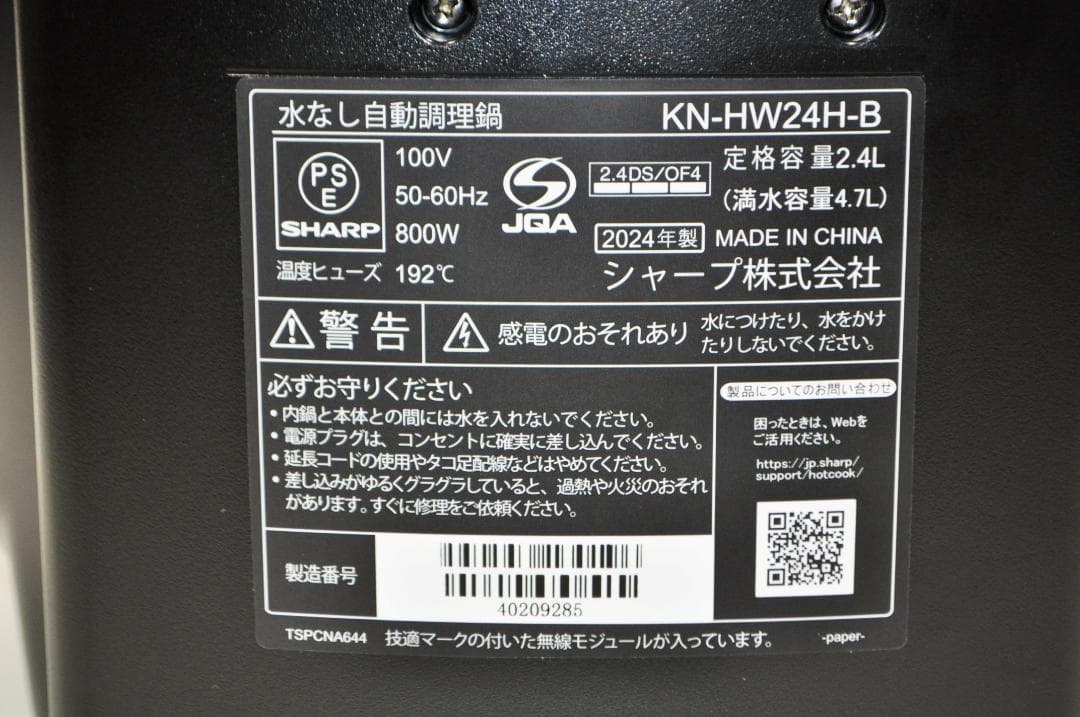 水なし自動調理鍋 KN-HW24H-B
PS
E
SHARP
100V
50-60Hz
800W
JQA
2.4DS/OF4
定格容量2.4L
(満水容量4.7L)
2024年製 MADE IN CHINA
温度ヒューズ 192℃
シャープ株式会社
警告
感電のおそれあり
水につけたり、水をかけ
たりしないでください。
必ずお守りください
・内鍋と本体との間には水を入れないでください。
・電源プラグは、コンセントに確実に差し込んでください。
・延長コードの使用やタコ足配線などはやめてください。
・差し込みがゆるくグラグラしていると、過熱や火災のおそれ
があります。すぐに修理をご依頼ください。
製品についてのお問い合わせ
困ったときは、Webを
ご活用ください。
https://jp.sharp/
support/hotcook/
製造番号
40209285
TSPCNA644 技適マークの付いた無線モジュールが入っています。 -paper-